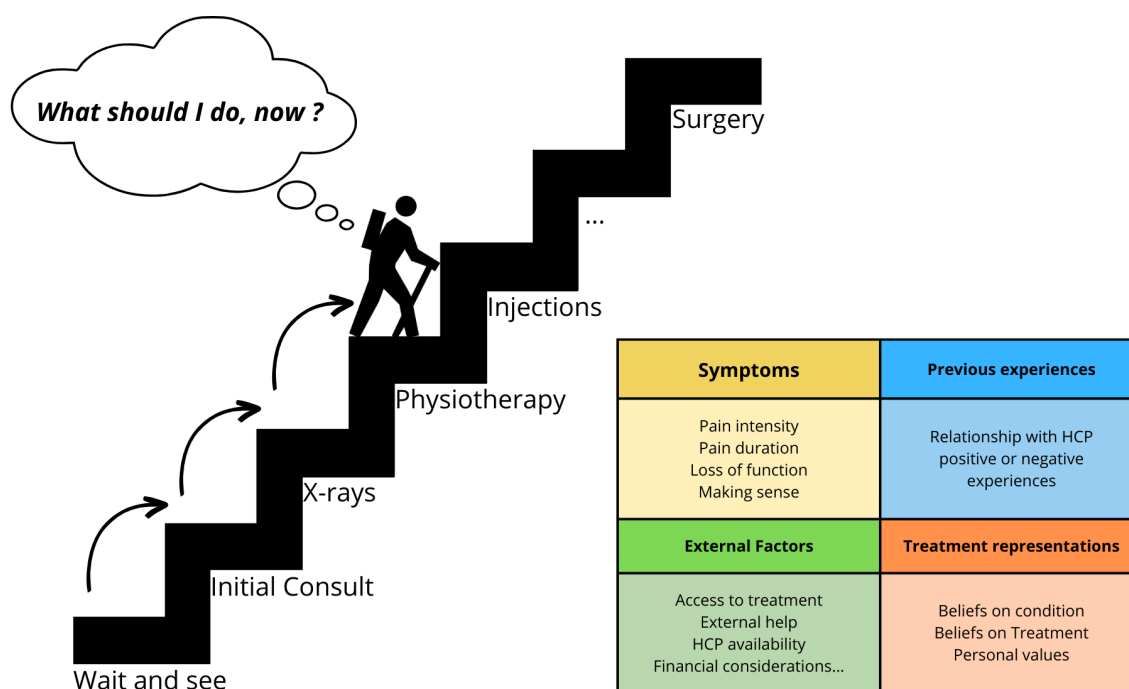 What should I do, now ?
Surgery
...
Injections
Physotherapy
X-rays
Initial Consult
Wait and see
Symptoms
Pain intensity
Pain duration
Loss of function
Making sense
Previous experiences
Relationship with HCP
positive or negative
experiences
External Factors
Access to treatment
External help
HCP availability
Financial considerations...
Treatment representations
Beliefs on condition
Beliefs on Treatment
Personal values